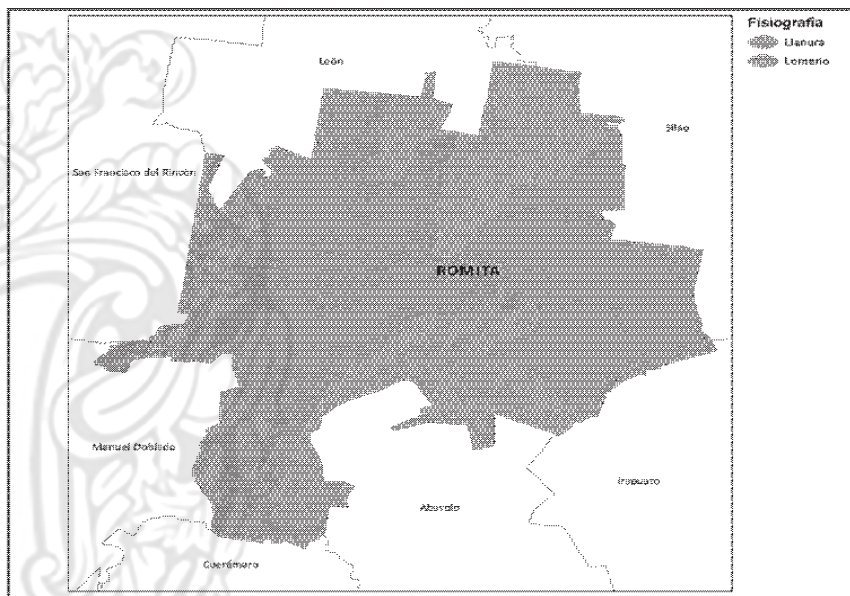 Fisiografía
Llanura
Lomerío
León
Silao
San Francisco del Rincón
ROMITA
Manuel Doblado
Irapuato
Abasolo
Cuerámaro